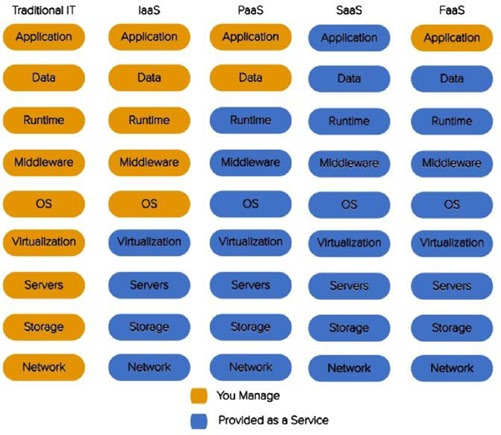 Traditional IT IaaS PaaS SaaS FaaS
Application Application Application Application Application
Data Data Data Data Data
Runtime Runtime Runtime Runtime Runtime
Middleware Middleware Middleware Middleware Middleware
OS OS OS OS OS
Virtualization Virtualization Virtualization Virtualization Virtualization
Servers Servers Servers Servers Servers
Storage Storage Storage Storage Storage
Network Network Network Network Network
You Manage
Provided as a Service